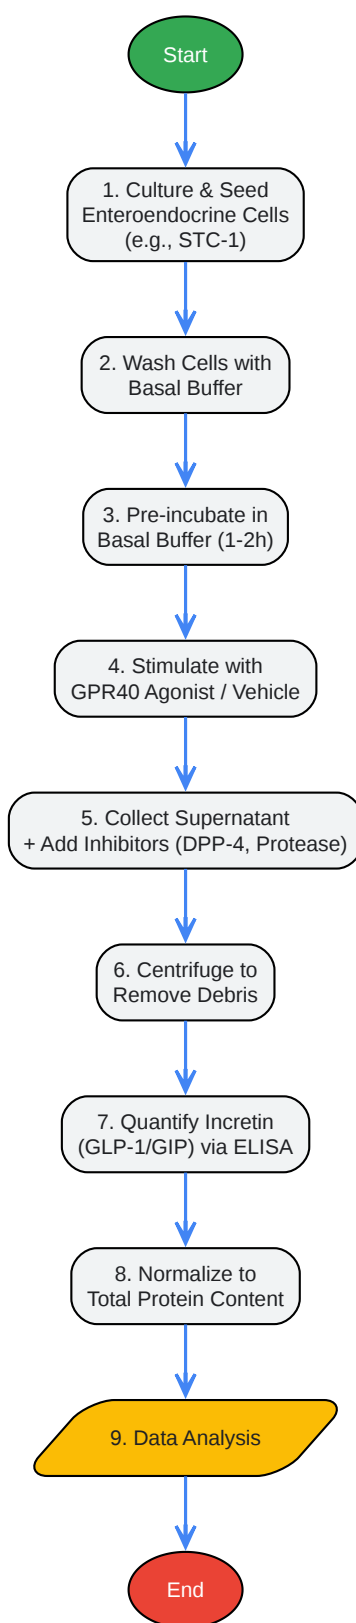 Start
1. Culture & Seed
Enteroendocrine Cells
(e.g., STC-1)
2. Wash Cells with
Basal Buffer
3. Pre-incubate in
Basal Buffer (1-2h)
4. Stimulate with
GPR40 Agonist / Vehicle
5. Collect Supernatant
+ Add Inhibitors (DPP-4, Protease)
6. Centrifuge to
Remove Debris
7. Quantify Incretin
(GLP-1/GIP) via ELISA
8. Normalize to
Total Protein Content
9. Data Analysis
End